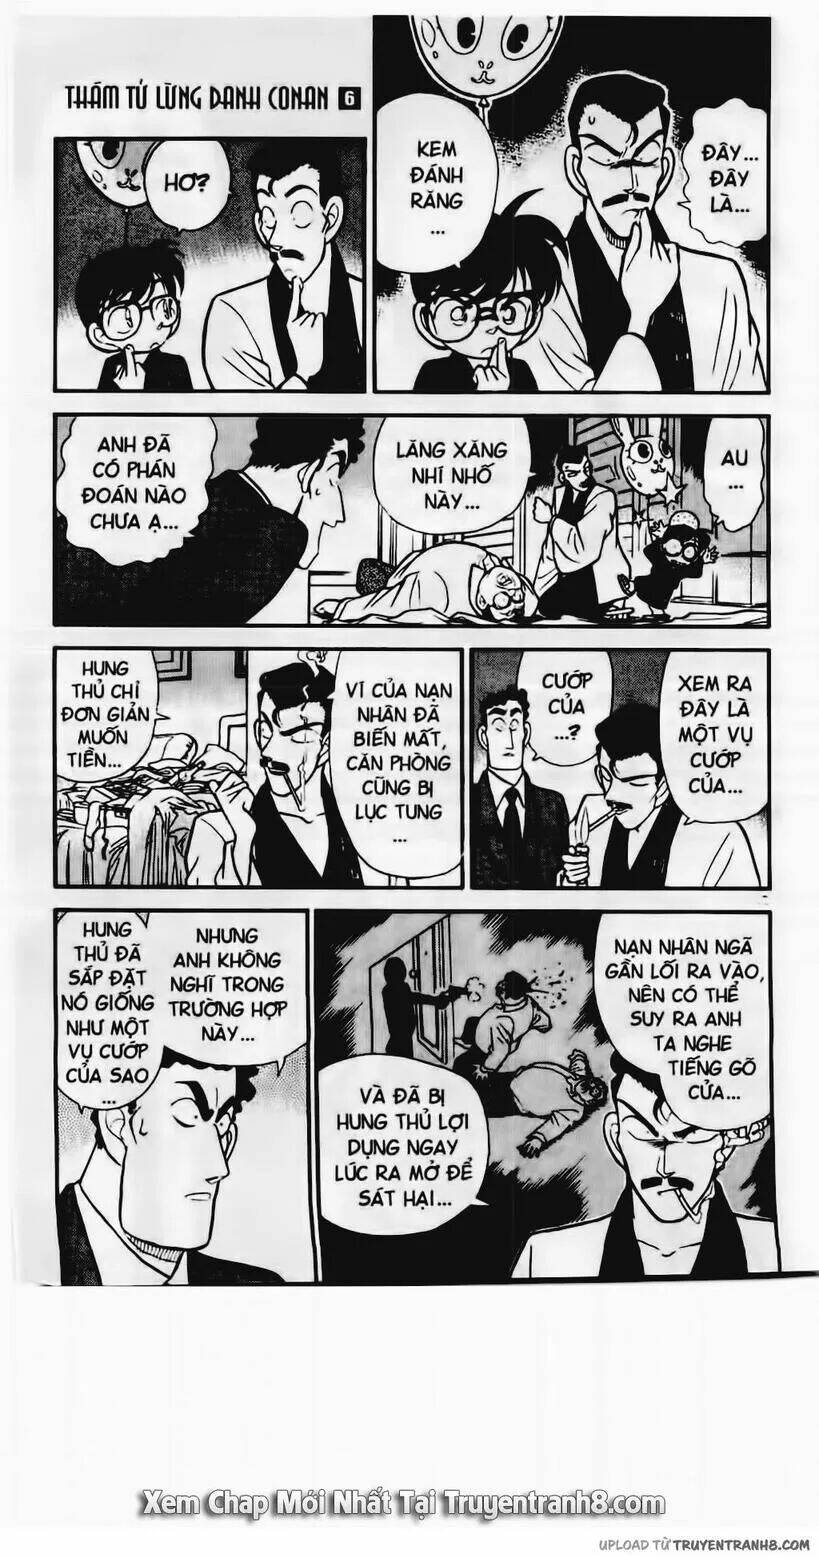 THÁM TỬ LỪNG DANH CONAN 6
ĐÂY...
ĐÂY
LÀ...
KEM
ĐÁNH
RĂNG
...
HƠ?
AU
...
LĂNG XĂNG
NHÍ NHỐ
NÀY...
ANH ĐÃ
CÓ PHÁN
ĐOÁN NÀO
CHƯA Ạ...
XEM RA
ĐÂY LÀ
MỘT VỤ
CƯỚP
CỦA...
CƯỚP
CỦA
...?
VÍ CỦA NẠN
NHÂN ĐÃ
BIẾN MẤT,
CĂN PHÒNG
CŨNG BỊ
LỤC TUNG
...
HUNG
THỦ CHỈ
ĐƠN GIẢN
MUỐN
TIỀN...
NẠN NHÂN NGÃ
GẦN LỐI RA VÀO,
NÊN CÓ THỂ
SUY RA ANH
TA NGHE
TIẾNG GÕ
CỬA...
VÀ ĐÃ BỊ
HUNG THỦ LỢI
DỤNG NGAY
LÚC RA MỞ ĐỂ
SÁT HẠI...
NHƯNG
ANH KHÔNG
NGHĨ TRONG
TRƯỜNG HỢP
NÀY...
HUNG
THỦ ĐÃ
SẮP ĐẶT
NÓ GIỐNG
NHƯ MỘT
VỤ CƯỚP
CỦA SAO
...
Xem Chap Mới Nhất Tại Truyentranh8.com
UPLOAD TỪ TRUYENTRANH8.COM